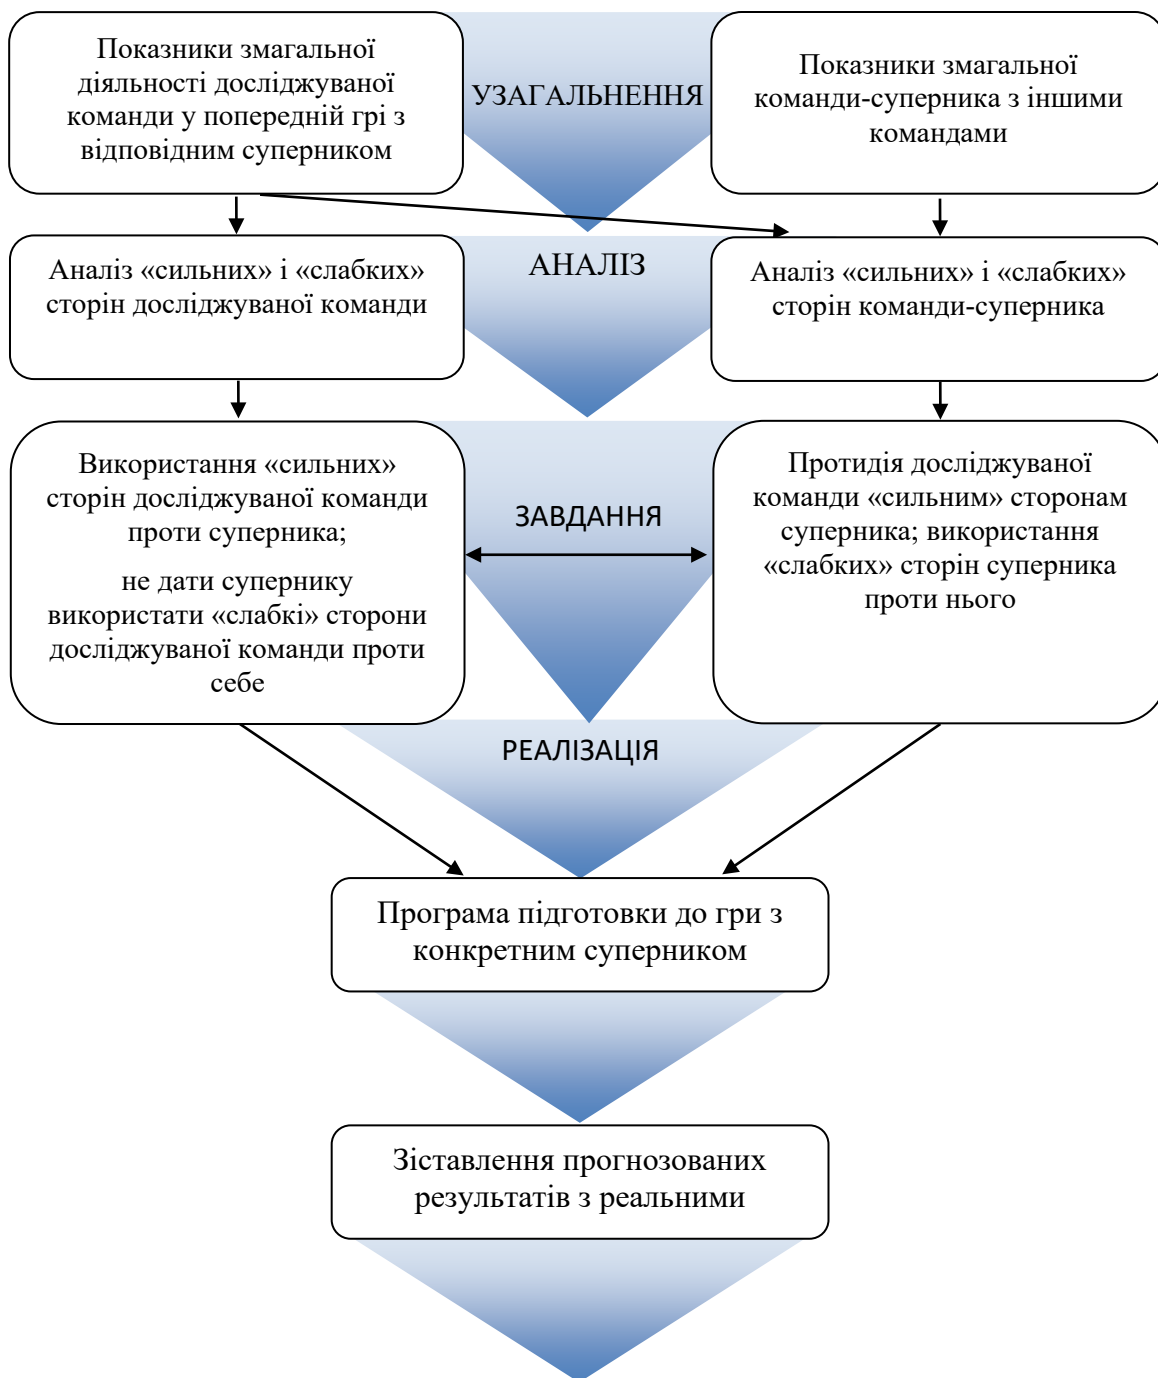 Показники змагальної
діяльності досліджуваної
команди у попередній грі з
відповідним суперником
УЗАГАЛЬНЕННЯ
Показники змагальної
команди-суперника з іншими
командами
Аналіз «сильних» і «слабких»
сторін досліджуваної команди
АНАЛІЗ
Аналіз «сильних» і «слабких»
сторін команди-суперника
Використання «сильних»
сторін досліджуваної команди
проти суперника;
не дати супернику
використати «слабкі» сторони
досліджуваної команди проти
себе
ЗАВДАННЯ
Протидія досліджуваної
команди «сильним» сторонам
суперника; використання
«слабких» сторін суперника
проти нього
РЕАЛІЗАЦІЯ
Програма підготовки до гри з
конкретним суперником
Зіставлення прогнозованих
результатів з реальними